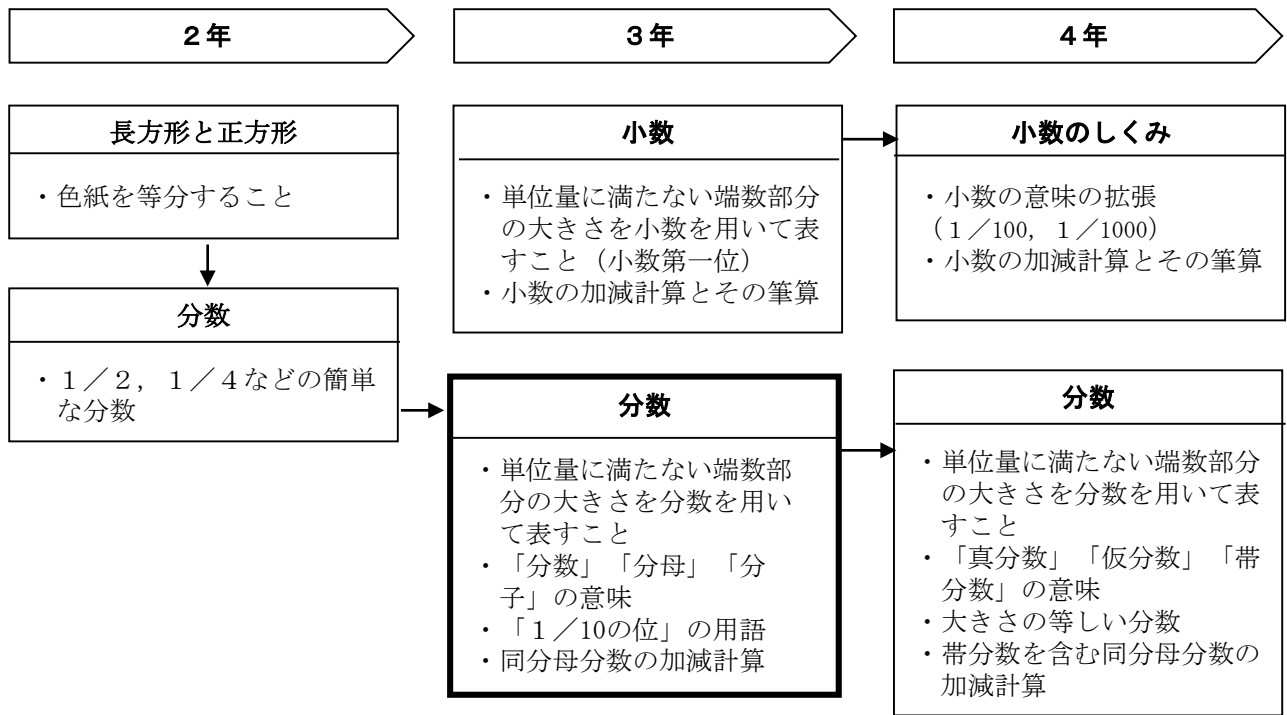 ２年
３年
４年
長方形と正方形
・色紙を等分すること
分数
・１／２，１／４などの簡単
な分数
小数
・単位量に満たない端数部分
の大きさを小数を用いて表
すこと（小数第一位）
・小数の加減計算とその筆算
分数
・単位量に満たない端数部
分の大きさを分数を用い
て表すこと
・「分数」「分母」「分
子」の意味
・「１／10の位」の用語
・同分母分数の加減計算
小数のしくみ
・小数の意味の拡張
（１／100，１／1000）
・小数の加減計算とその筆算
分数
・単位量に満たない端数部分
の大きさを分数を用いて表
すこと
・「真分数」「仮分数」「帯
分数」の意味
・大きさの等しい分数
・帯分数を含む同分母分数の
加減計算